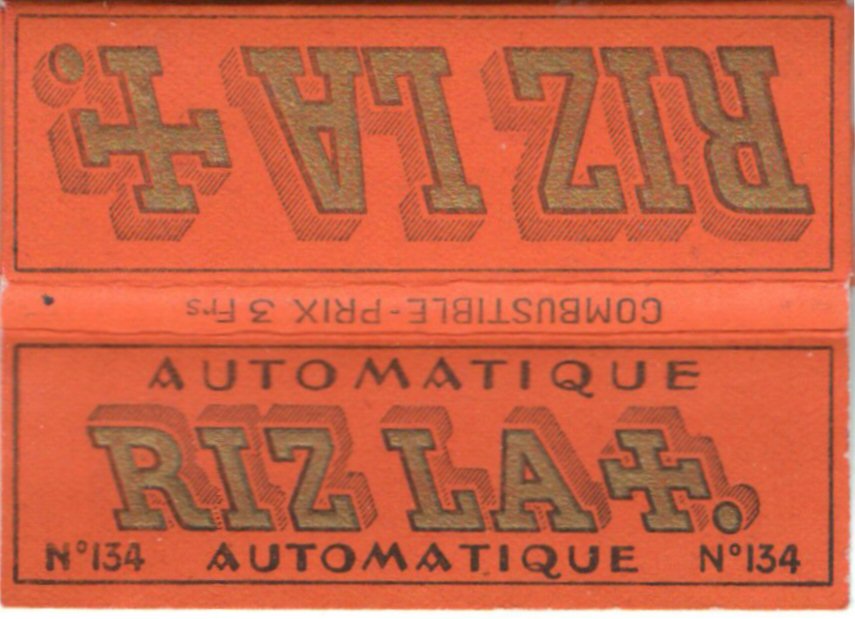 RIZ LA+.
COMBUSTIBLE-PRIX 3 Frs
AUTOMATIQUE
RIZ LA+.
N°134 AUTOMATIQUE N°134